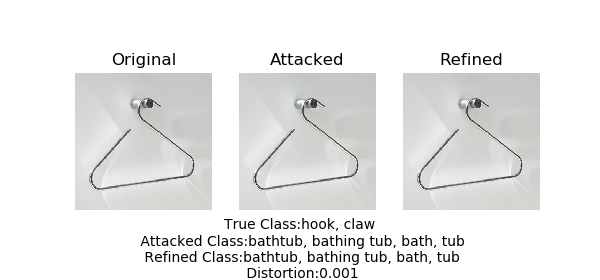 Original Attacked Refined
True Class:hook, claw
Attacked Class:bathtub, bathing tub, bath, tub
Refined Class:bathtub, bathing tub, bath, tub
Distortion:0.001